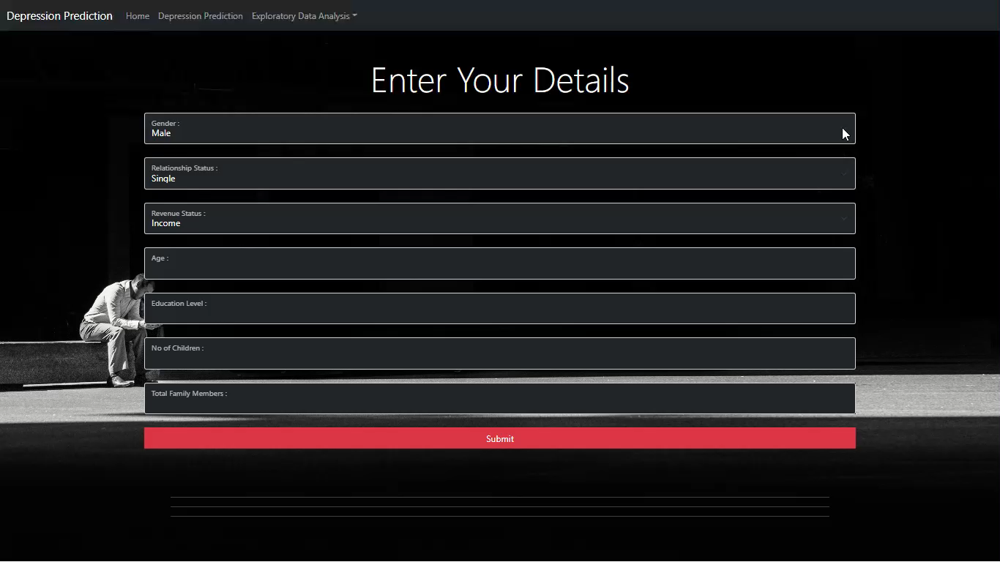 Depression Prediction Home Depression Prediction Exploratory Data Analysis
Enter Your Details
Gender :
Male
Relationship Status :
Single
Revenue Status :
Income
Age :
Education Level :
No of Children :
Total Family Members :
Submit